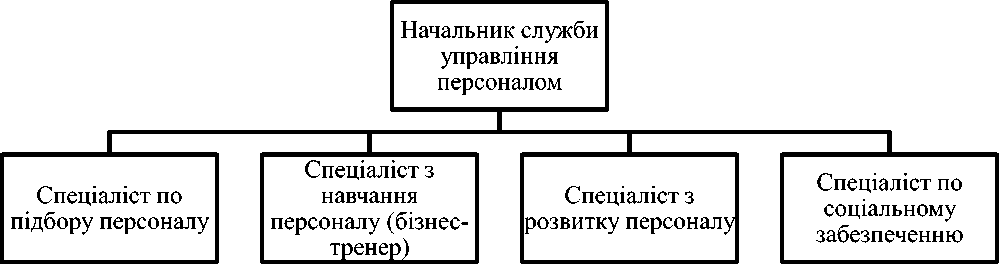 Начальник служби
управління
персоналом
Спеціаліст по
підбору персоналу
Спеціаліст з
навчання
персоналу (бізнес-
тренер)
Спеціаліст з
розвитку персоналу
Спеціаліст по
соціальному
забезпеченню